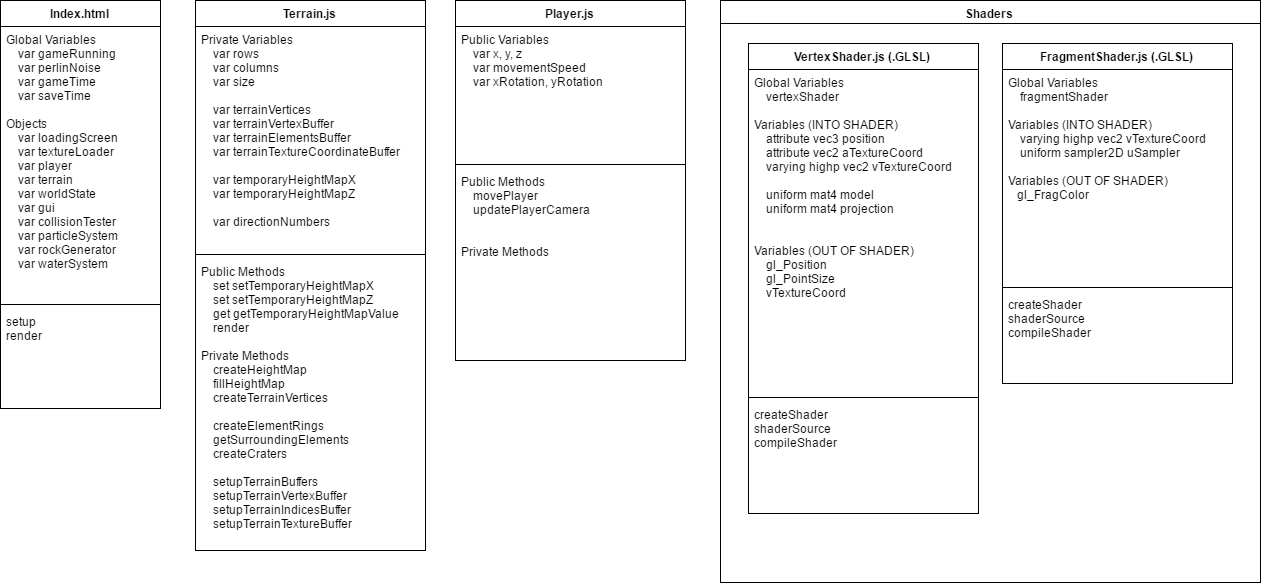 Index.html
Global Variables
var gameRunning
var perlinNoise
var gameTime
var saveTime
Objects
var loadingScreen
var textureLoader
var player
var terrain
var worldState
var gui
var collisionTester
var particleSystem
var rockGenerator
var waterSystem
setup
render
Terrain.js
Private Variables
var rows
var columns
var size
var terrainVertices
var terrainVertexBuffer
var terrainElementsBuffer
var terrainTextureCoordinateBuffer
var temporaryHeightMapX
var temporaryHeightMapZ
var directionNumbers
Public Methods
set setTemporaryHeightMapX
set setTemporaryHeightMapZ
get getTemporaryHeightMapValue
render
Private Methods
createHeightMap
fillHeightMap
createTerrainVertices
createElementRings
getSurroundingElements
createCraters
setupTerrainBuffers
setupTerrainVertexBuffer
setupTerrainIndicesBuffer
setupTerrainTextureBuffer
Player.js
Public Variables
var x, y, z
var movementSpeed
var xRotation, yRotation
Public Methods
movePlayer
updatePlayerCamera
Private Methods
Shaders
VertexShader.js (.GLSL)
Global Variables
vertexShader
Variables (INTO SHADER)
attribute vec3 position
attribute vec2 aTextureCoord
varying highp vec2 vTextureCoord
uniform mat4 model
uniform mat4 projection
Variables (OUT OF SHADER)
gl_Position
gl_PointSize
vTextureCoord
createShader
shaderSource
compileShader
FragmentShader.js (.GLSL)
Global Variables
fragmentShader
Variables (INTO SHADER)
varying highp vec2 vTextureCoord
uniform sampler2D uSampler
Variables (OUT OF SHADER)
gl_FragColor
createShader
shaderSource
compileShader